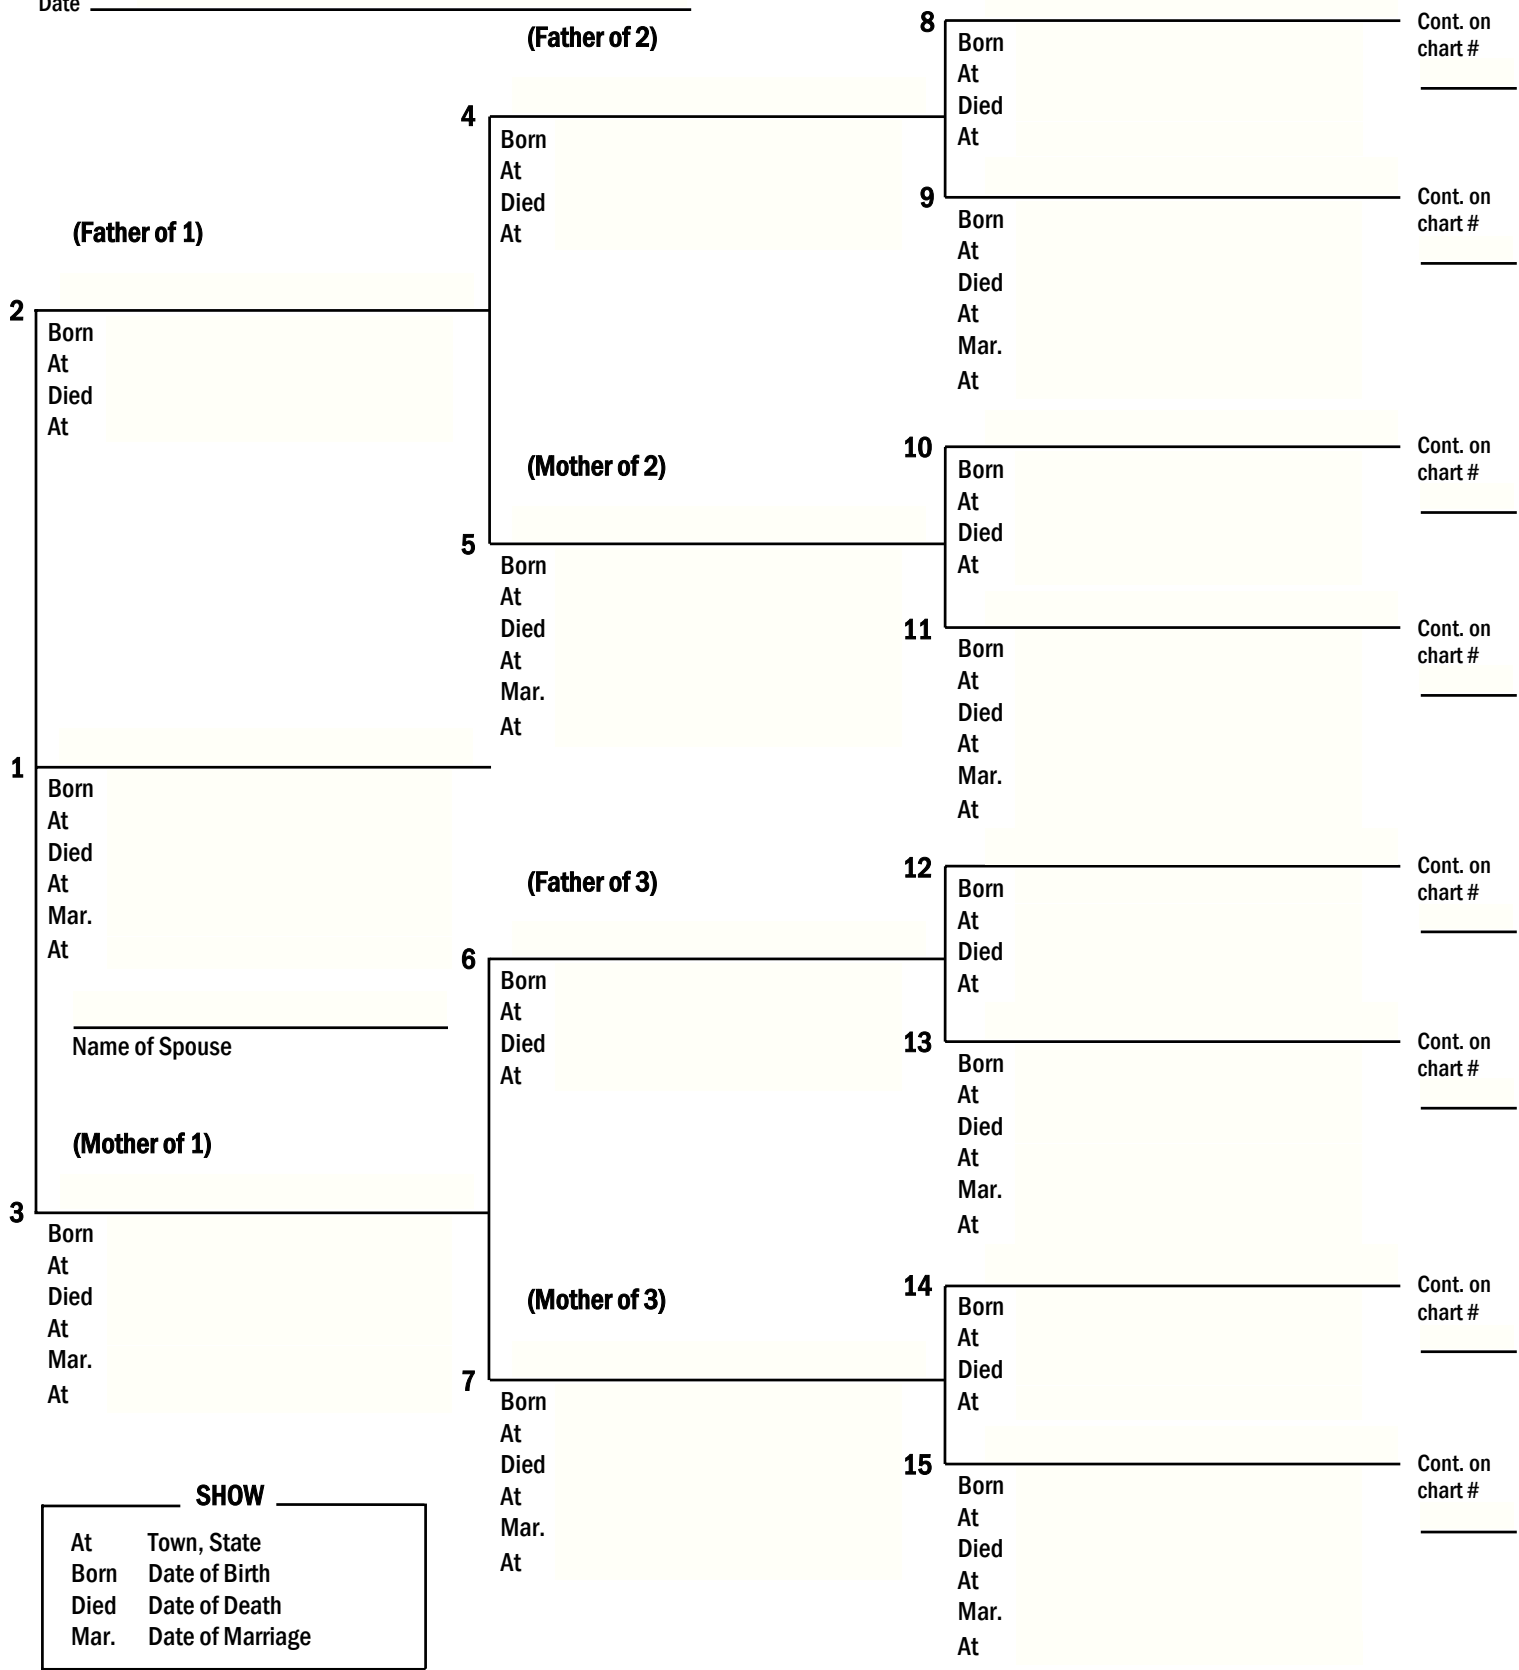 Date
(Father of 1)
2
Born
At
Died
At
1
Born
At
Died
At
Mar.
At
Name of Spouse
(Mother of 1)
3
Born
At
Died
At
Mar.
At
SHOW
At Town, State
Born Date of Birth
Died Date of Death
Mar. Date of Marriage
(Father of 2)
4
Born
At
Died
At
(Mother of 2)
5
Born
At
Died
At
Mar.
At
(Father of 3)
6
Born
At
Died
At
(Mother of 3)
7
Born
At
Died
At
Mar.
At
8
Born
At
Died
At
Cont. on
chart #
9
Born
At
Died
At
Mar.
At
Cont. on
chart #
10
Born
At
Died
At
Cont. on
chart #
11
Born
At
Died
At
Mar.
At
Cont. on
chart #
12
Born
At
Died
At
Cont. on
chart #
13
Born
At
Died
At
Mar.
At
Cont. on
chart #
14
Born
At
Died
At
Cont. on
chart #
15
Born
At
Died
At
Mar.
At
Cont. on
chart #